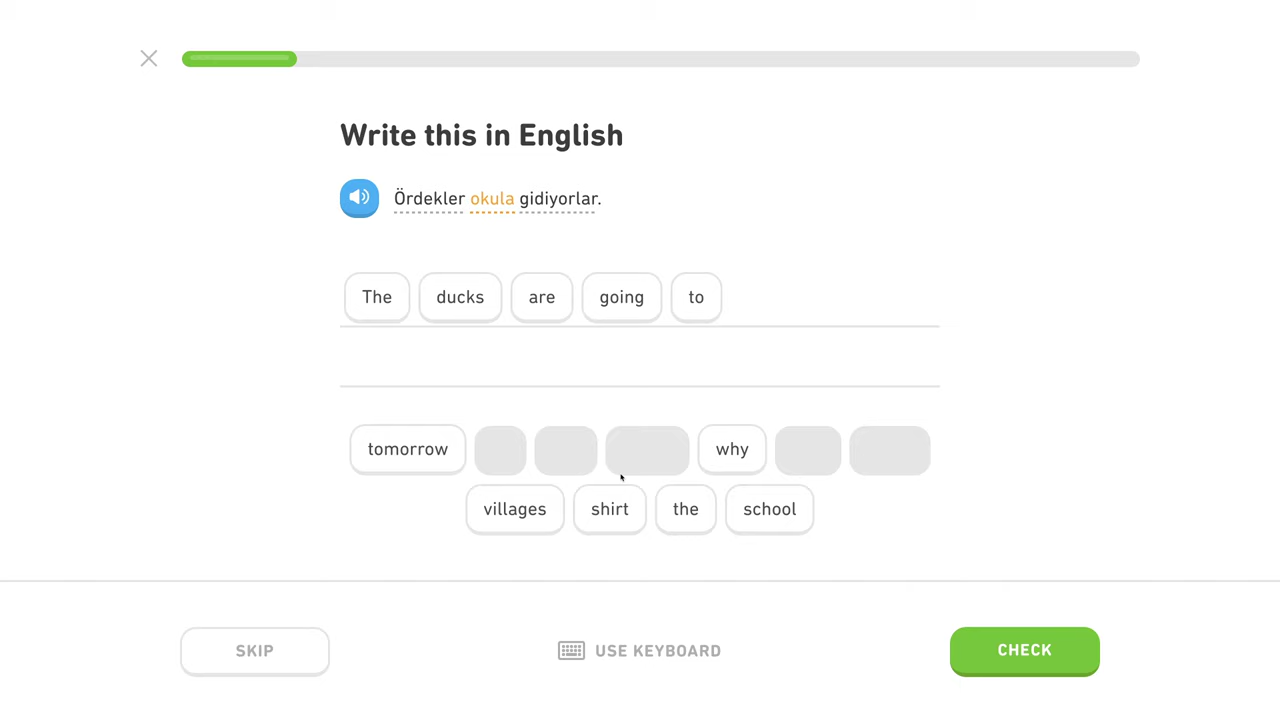 Write this in English
Ördekler okula gidiyorlar.
The ducks are going to
tomorrow why
villages shirt the school
SKIP USE KEYBOARD CHECK